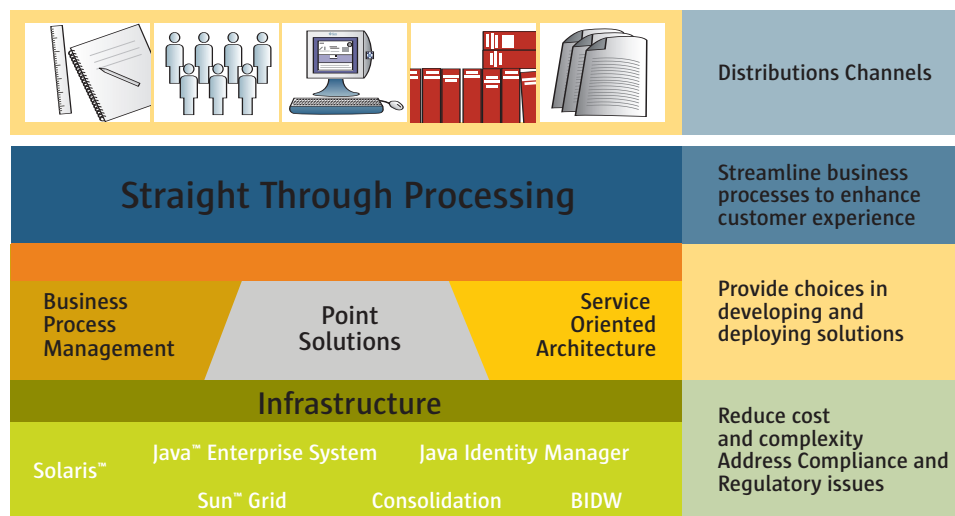 Distributions Channels
Straight Through Processing
Streamline business
processes to enhance
customer experience
Business
Process
Management
Point
Solutions
Service
Oriented
Architecture
Provide choices in
developing and
deploying solutions
Infrastructure
Solaris™
Java™ Enterprise System
Java Identity Manager
Sun™ Grid
Consolidation
BIDW
Reduce cost
and complexity
Address Compliance and
Regulatory issues